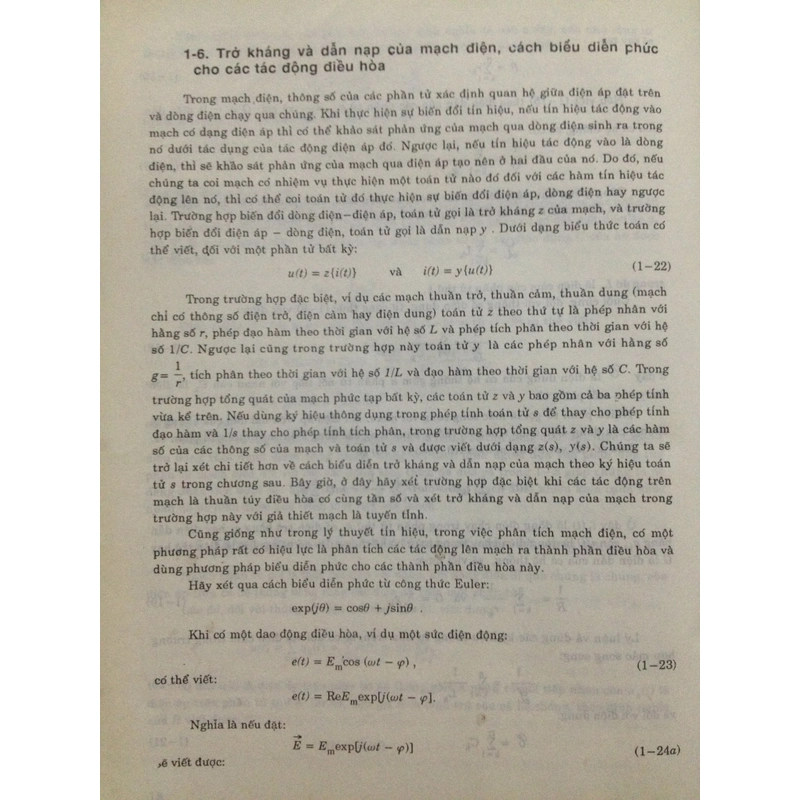 1-6. Trở kháng và dẫn nạp của mạch điện, cách biểu diễn phức
cho các tác động điều hòa
Trong mạch điện, thông số của các phần tử xác định quan hệ giữa điện áp đặt trên
và dòng điện chạy qua chúng. Khi thực hiện sự biến đổi tín hiệu, nếu tín hiệu tác động vào
mạch có dạng điện áp thì có thể khảo sát phản ứng của mạch qua dòng điện sinh ra trong
nó dưới tác dụng của tác động điện áp đó. Ngược lại, nếu tín hiệu tác động vào là dòng
điện, thì sẽ khảo sát phản ứng của mạch qua điện áp tạo nên ở hai đầu của nó. Do đó, nếu
chúng ta coi mạch có nhiệm vụ thực hiện một toán tử nào đó đối với các hàm tín hiệu tác
động lên nó, thì có thể coi toán tử đó thực hiện sự biến đổi điện áp, dòng điện hay ngược
lại. Trường hợp biến đổi dòng điện–điện áp, toán tử gọi là trở kháng z của mạch, và trường
hợp biến đổi điện áp – dòng điện, toán tử gọi là dẫn nạp y . Dưới dạng biểu thức toán có
thể viết, đối với một phần tử bất kỳ:
u(t) = z{i(t)} và i(t) = y{u(t)} (1–22)
Trong trường hợp đặc biệt, ví dụ các mạch thuần trở, thuần cảm, thuần dung (mạch
chỉ có thông số điện trở, điện cảm hay điện dung) toán tử z theo thứ tự là phép nhân với
hằng số r, phép đạo hàm theo thời gian với hệ số L và phép tích phân theo thời gian với hệ
số 1/C. Ngược lại cũng trong trường hợp này toán tử y là các phép nhân với hằng số
g = 1/r, tích phân theo thời gian với hệ số 1/L và đạo hàm theo thời gian với hệ số C. Trong
trường hợp tổng quát của mạch phức tạp bất kỳ, các toán tử z và y bao gồm cả ba phép tính
vừa kể trên. Nếu dùng ký hiệu thông dụng trong phép tính toán tử s để thay cho phép tính
đạo hàm và 1/s thay cho phép tính tích phân, trong trường hợp tổng quát z và y là các hàm
số của các thông số của mạch và toán tử s và được viết dưới dạng z(s), y(s). Chúng ta sẽ
trở lại xét chi tiết hơn về cách biểu diễn trở kháng và dẫn nạp của mạch theo ký hiệu toán
tử s trong chương sau. Bây giờ, ở đây hãy xét trường hợp đặc biệt khi các tác động trên
mạch là thuần túy điều hòa có cùng tần số và xét trở kháng và dẫn nạp của mạch trong
trường hợp này với giả thiết mạch là tuyến tính.
Cũng giống như trong lý thuyết tín hiệu, trong việc phân tích mạch điện, có một
phương pháp rất có hiệu lực là phân tích các tác động lên mạch ra thành phần điều hòa và
dùng phương pháp biểu diễn phức cho các thành phần điều hòa này.
Hãy xét qua cách biểu diễn phức từ công thức Euler:
exp(jθ) = cosθ + jsinθ .
Khi có một dao động điều hòa, ví dụ một sức điện động:
e(t) = Eₘcos (ωt – φ) , (1–23)
có thể viết:
e(t) = ReEₘexp[j(ωt – φ].
Nghĩa là nếu đặt:
E⃗ = Eₘexp[j(ωt – φ)] (1–24a)
sẽ viết được: